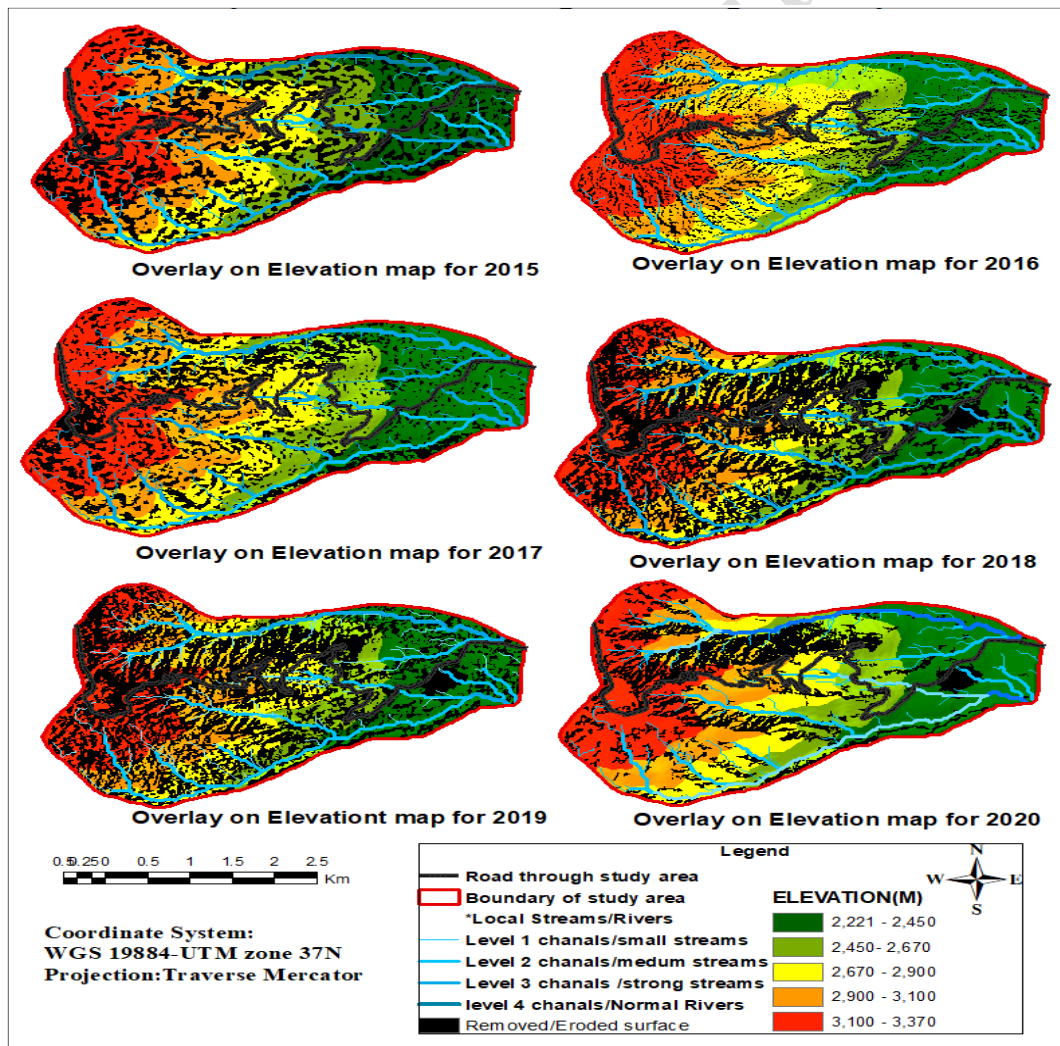 Overlay on Elevation map for 2015
Overlay on Elevation map for 2016
Overlay on Elevation map for 2017
Overlay on Elevation map for 2018
Overlay on Elevationt map for 2019
Overlay on Elevation map for 2020
0.50.250 0.5 1 1.5 2 2.5
Km
Coordinate System:
WGS 19884-UTM zone 37N
Projection:Traverse Mercator
Legend
Road through study area
Boundary of study area
*Local Streams/Rivers
Level 1 chanals/small streams
Level 2 chanals/medum streams
Level 3 chanals /strong streams
level 4 chanals/Normal Rivers
Removed/Eroded surface
ELEVATION(M)
2,221 - 2,450
2,450- 2,670
2,670 - 2,900
2,900 - 3,100
3,100 - 3,370
N
W E
S